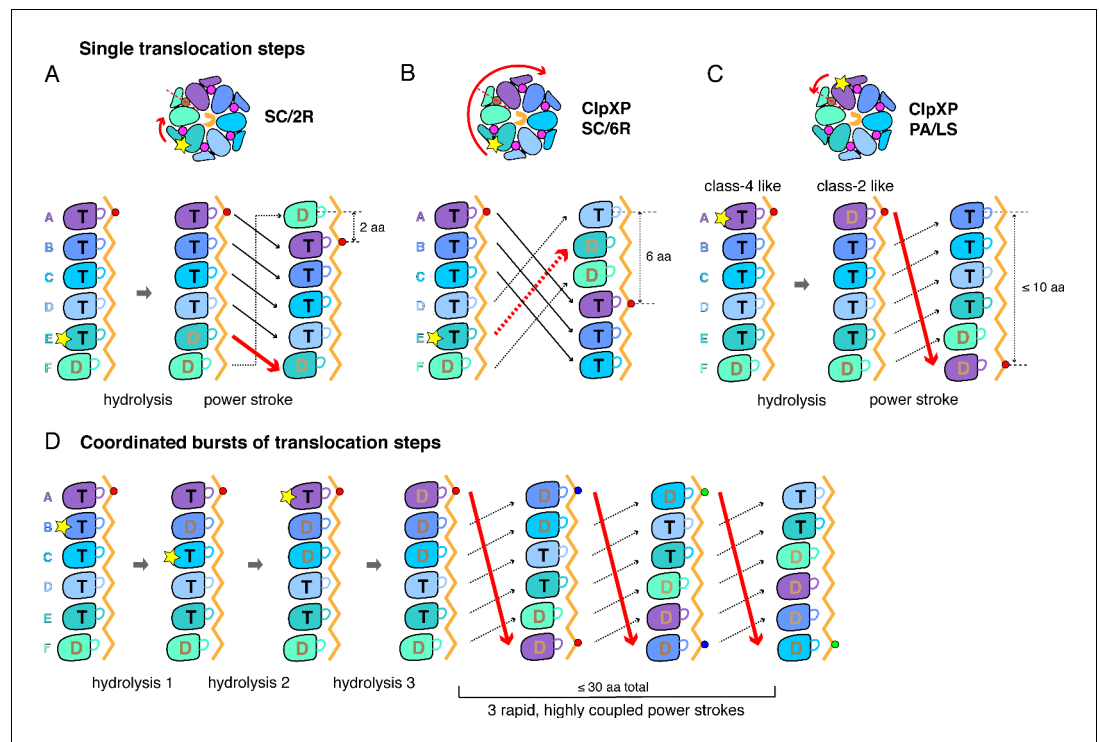 Single translocation steps
A
SC/2R
B
ClpXP
SC/6R
C
ClpXP
PA/LS
class-4 like
class-2 like
A T T D
B T T T
C T T T
D T T T
E T D T
F D D D
2 aa
hydrolysis
power stroke
A T T
B T D
C T D
D T T
E T T
F D T
6 aa
A T D T
B T T T
C T T T
D T T T
E T T D
F D D D
≤ 10 aa
hydrolysis
power stroke
D Coordinated bursts of translocation steps
A T T T D D D T
B T D D D D T T
C T T D D T T D
D T T T T T D D
E T T T T D D D
F D D D D D D D
hydrolysis 1
hydrolysis 2
hydrolysis 3
≤ 30 aa total
3 rapid, highly coupled power strokes